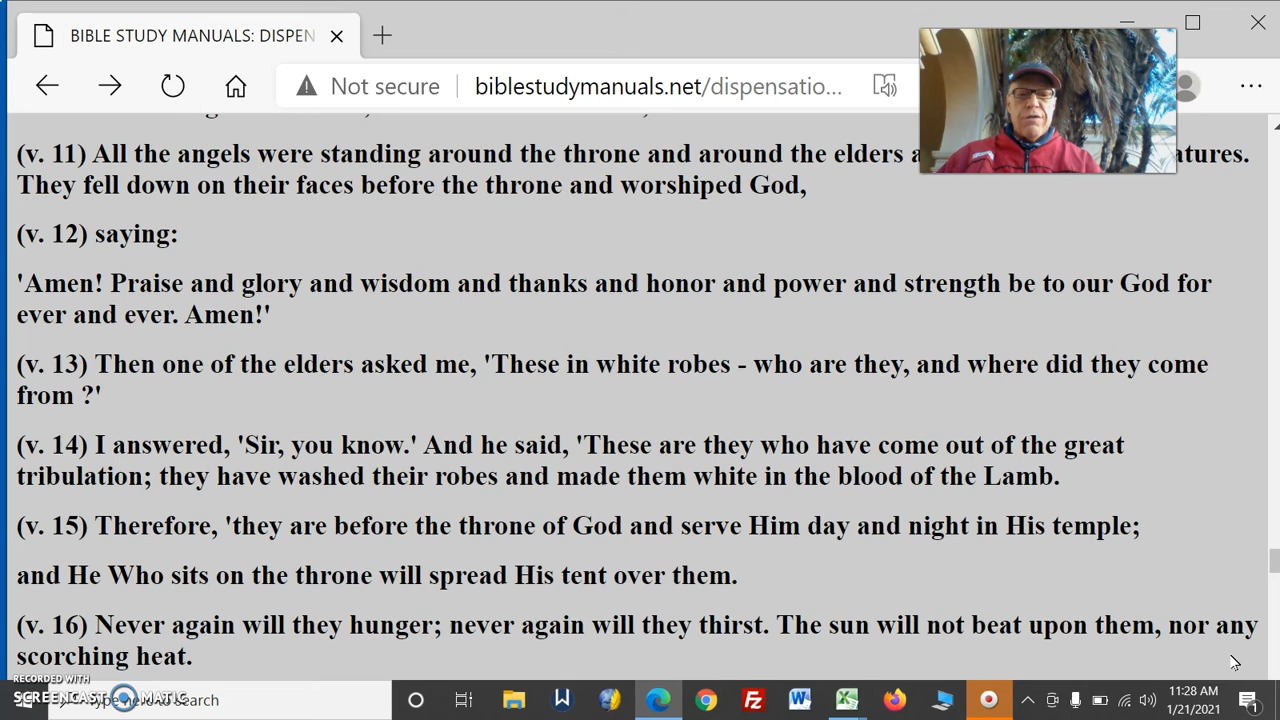 BIBLE STUDY MANUALS: DISPEN
Not secure
biblestudymanuals.net/dispensatio...
(v. 11) All the angels were standing around the throne and around the elders a atures.
They fell down on their faces before the throne and worshiped God,
(v. 12) saying:
'Amen! Praise and glory and wisdom and thanks and honor and power and strength be to our God for
ever and ever. Amen!'
(v. 13) Then one of the elders asked me, 'These in white robes - who are they, and where did they come
from ?'
(v. 14) I answered, 'Sir, you know.' And he said, 'These are they who have come out of the great
tribulation; they have washed their robes and made them white in the blood of the Lamb.
(v. 15) Therefore, 'they are before the throne of God and serve Him day and night in His temple;
and He Who sits on the throne will spread His tent over them.
(v. 16) Never again will they hunger; never again will they thirst. The sun will not beat upon them, nor any
scorching heat.
RECORDED WITH
SCREENCAST MATIC
Type here to search
11:28 AM
1/21/2021
1